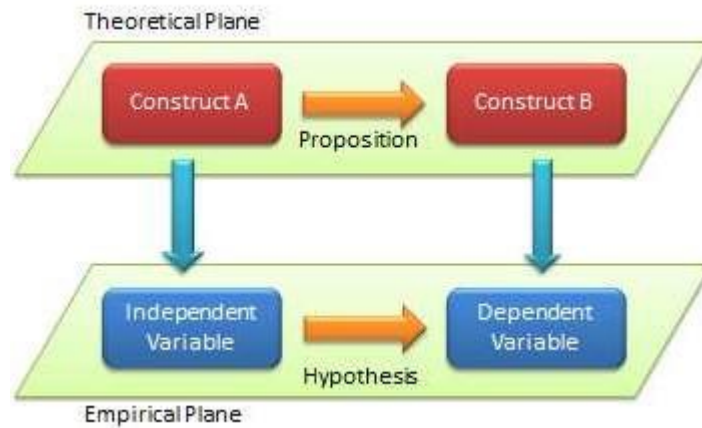 Theoretical Plane
Construct A
Construct B
Proposition
Independent
Variable
Dependent
Variable
Hypothesis
Empirical Plane